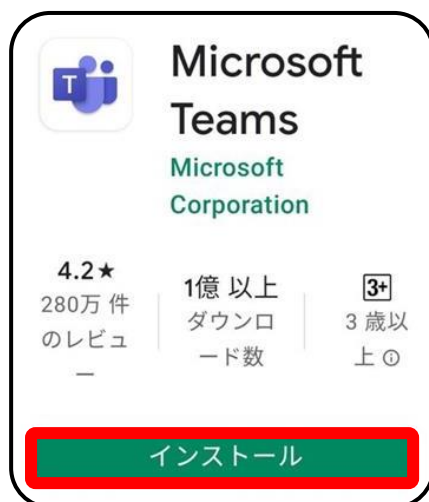 T
Microsoft
Teams
Microsoft
Corporation
4.2★
280万 件
のレビュ
ー
1億 以上
ダウンロ
ード数
3+
3 歳以
上 ⓘ
インストール